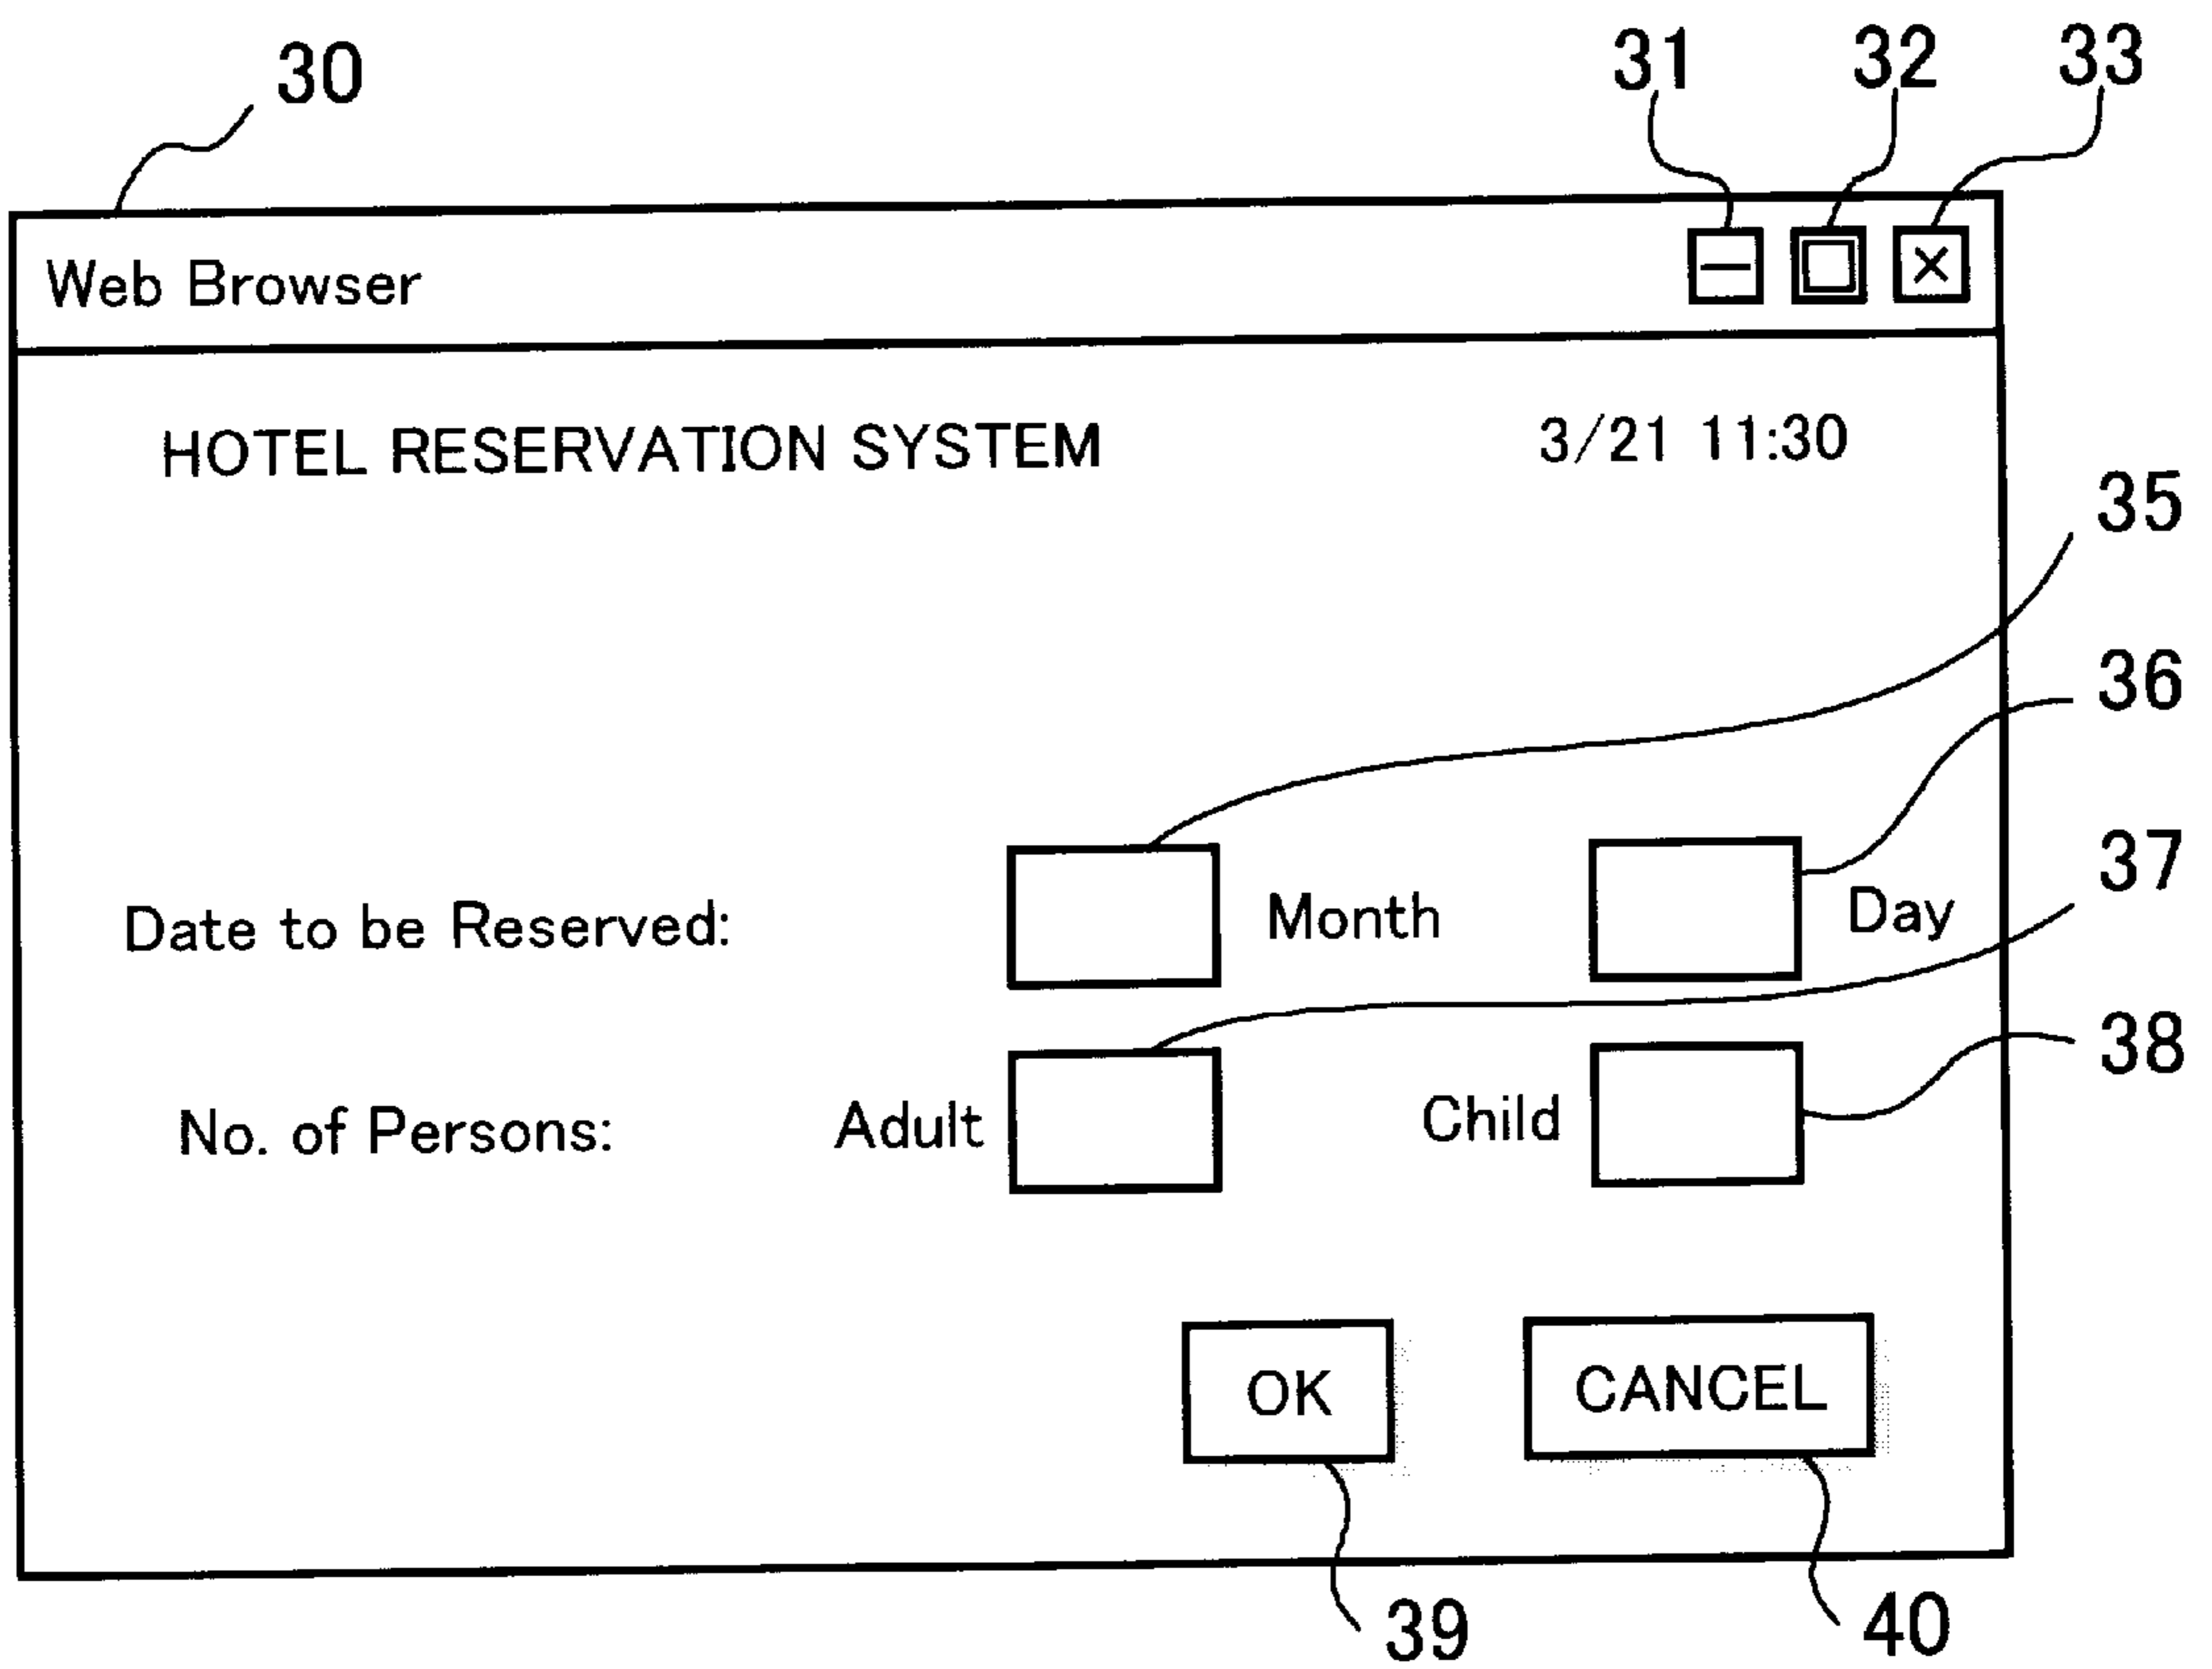 30 31 32 33
Web Browser
HOTEL RESERVATION SYSTEM 3/21 11:30
35
36
37
Date to be Reserved: Month Day
38
No. of Persons: Adult Child
OK CANCEL
39 40